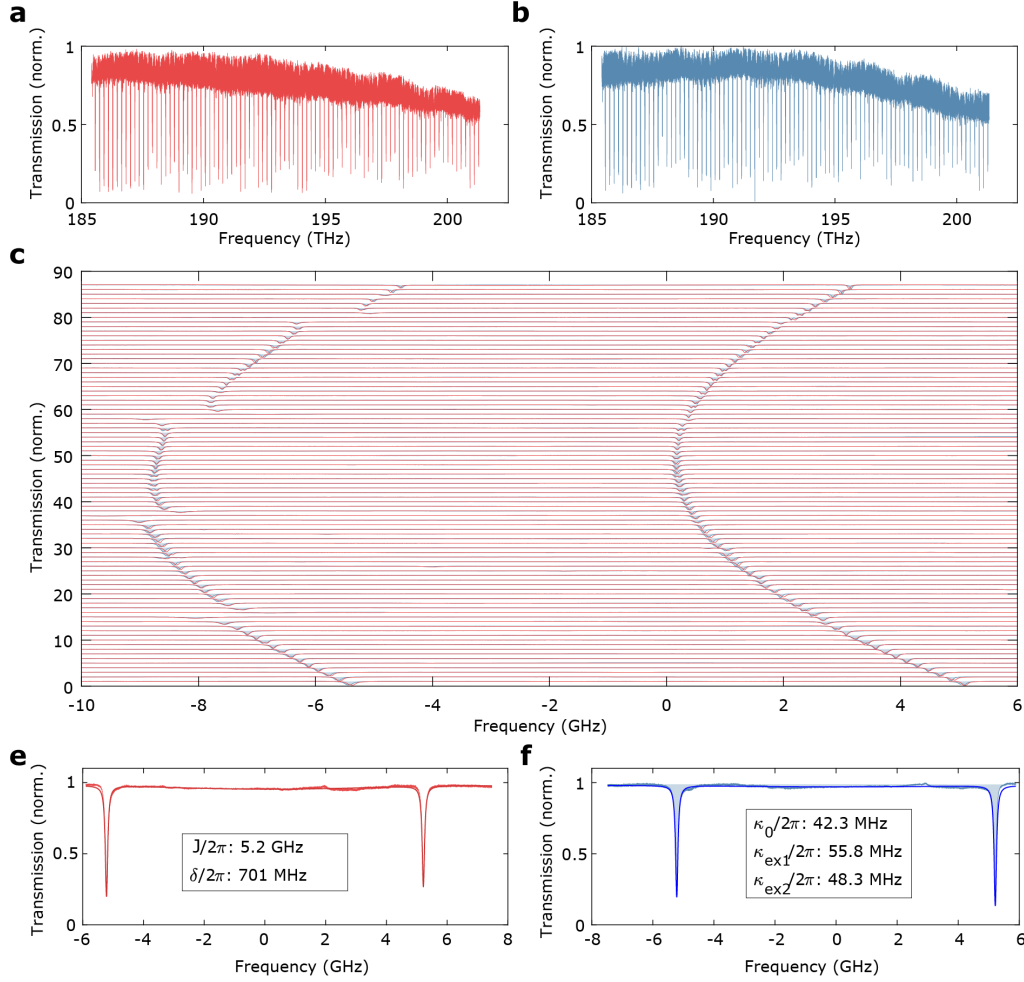 a
b
Transmission (norm.)
1
0.5
0
185
190
195
200
Frequency (THz)
Transmission (norm.)
1
0.5
0
185
190
195
200
Frequency (THz)
c
Transmission (norm.)
90
80
70
60
50
40
30
20
10
0
-10
-8
-6
-4
-2
0
2
4
6
Frequency (GHz)
e
Transmission (norm.)
1
0.5
0
J/2π: 5.2 GHz
δ/2π: 701 MHz
-6
-4
-2
0
2
4
6
8
Frequency (GHz)
f
Transmission (norm.)
1
0.5
0
κ0/2π: 42.3 MHz
κex1/2π: 55.8 MHz
κex2/2π: 48.3 MHz
-8
-6
-4
-2
0
2
4
6
Frequency (GHz)